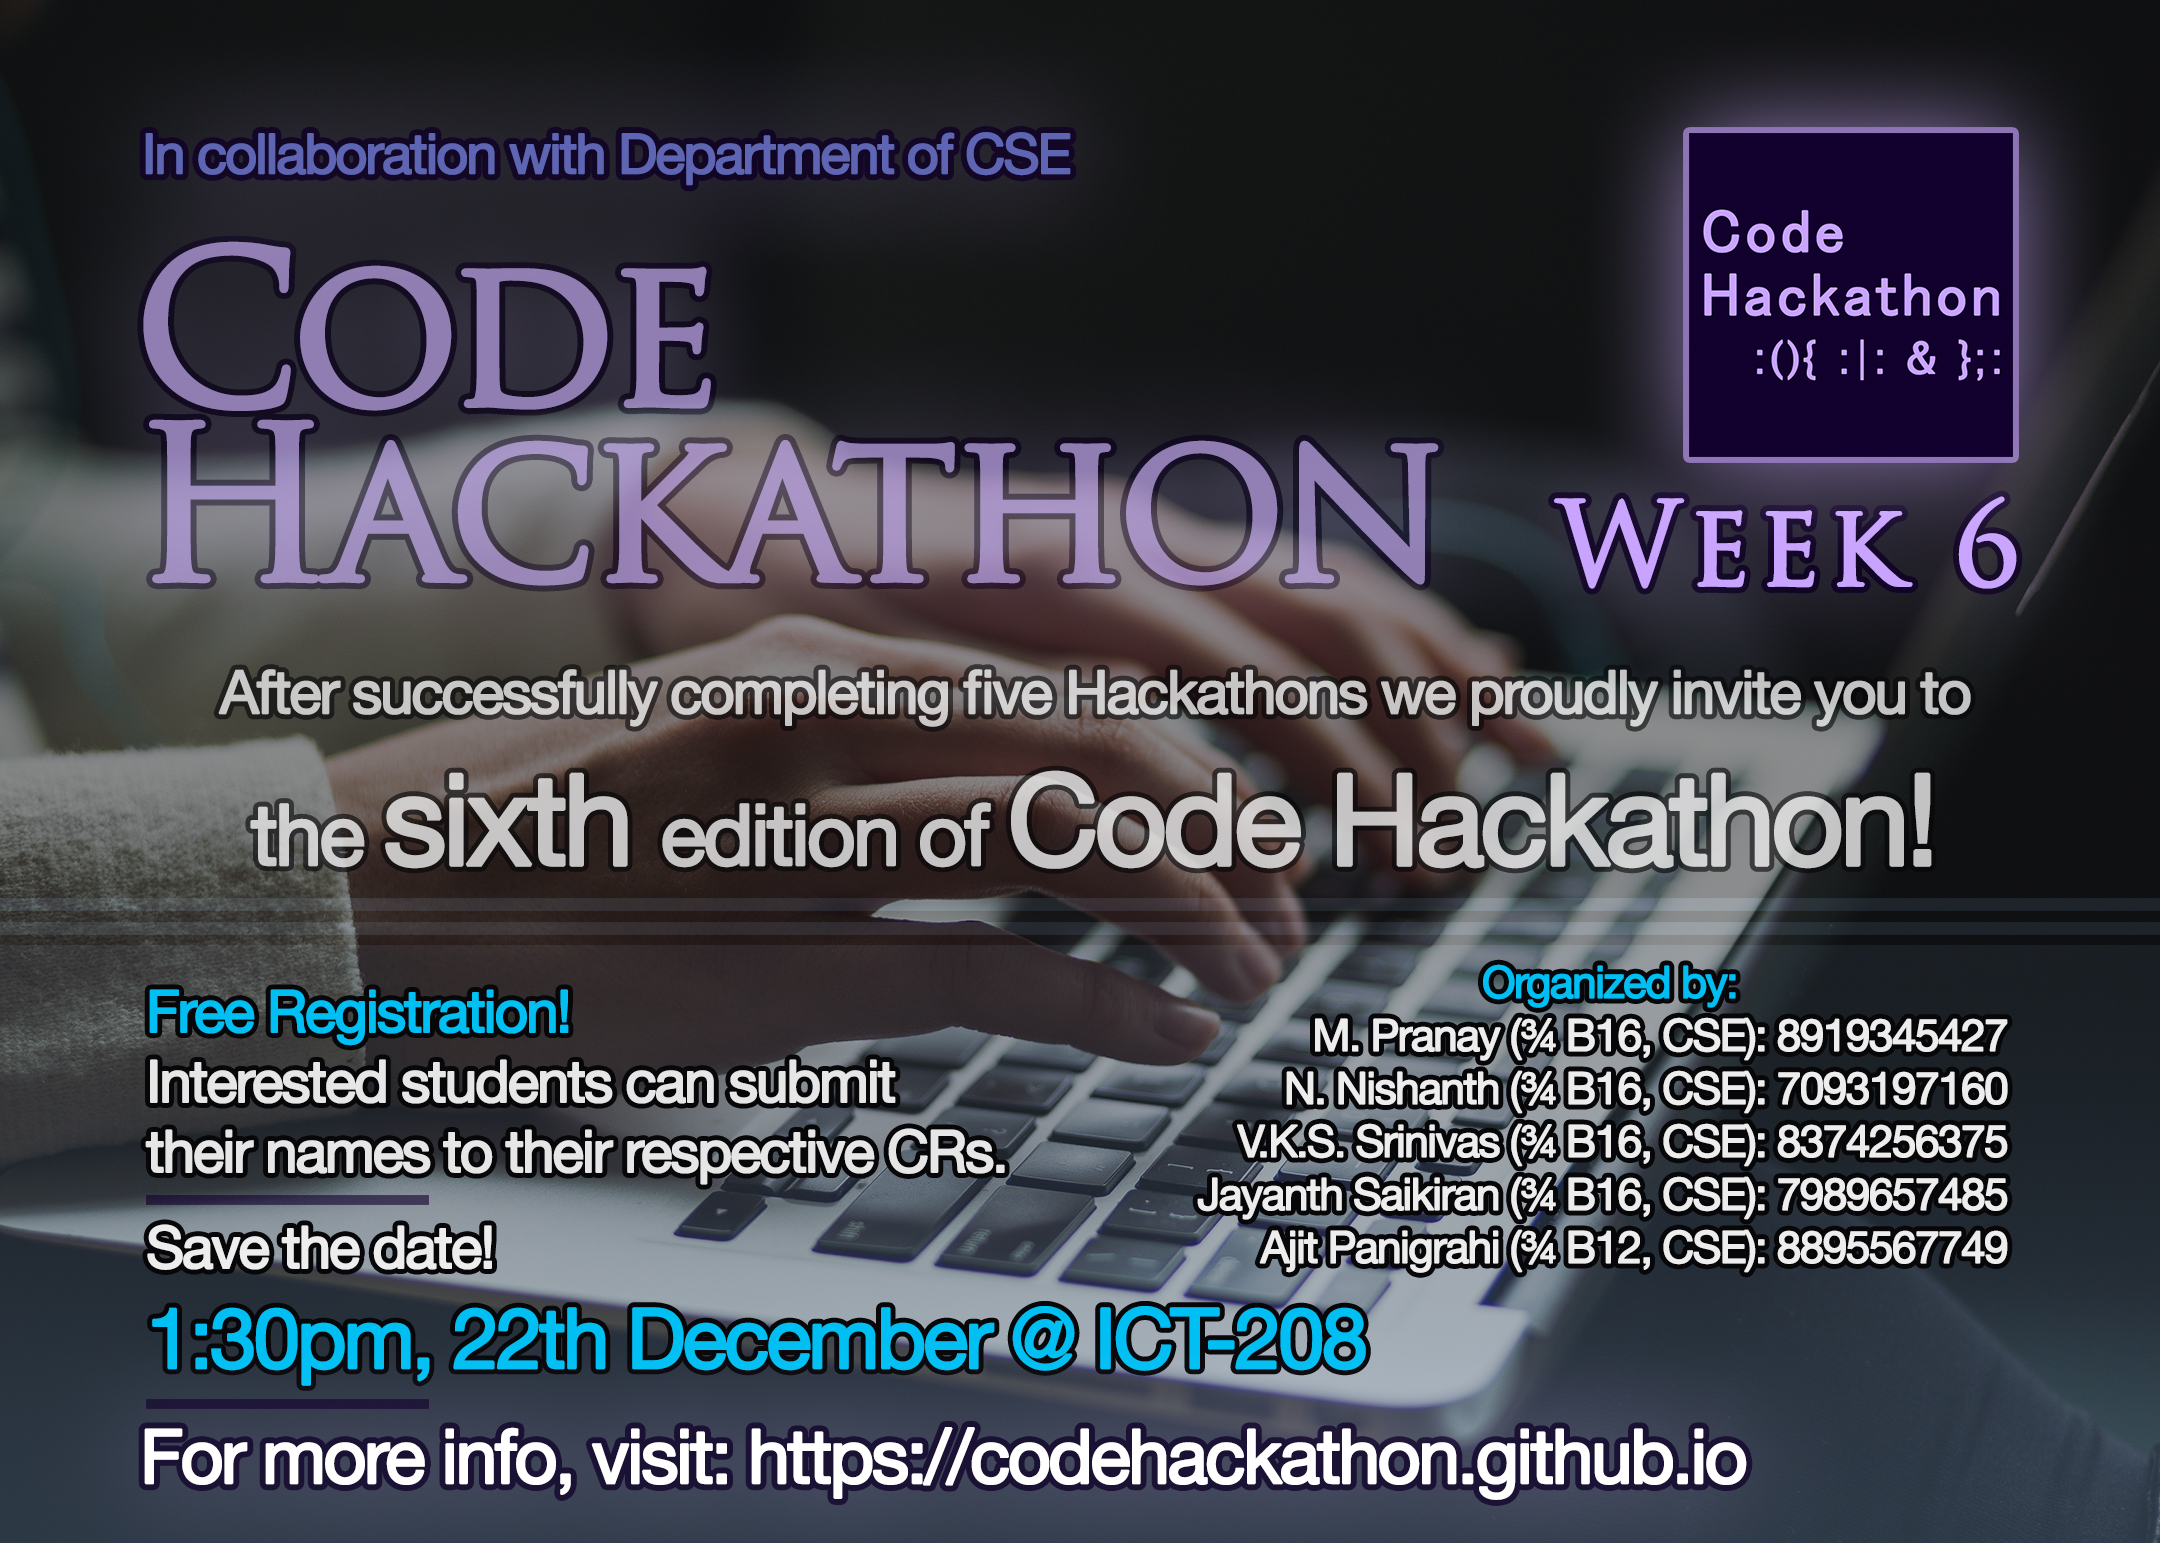 In collaboration with Department of CSE
Code
Hackathon
:(){ :|: & };:
CODE
HACKATHON
WEEK 6
After successfully completing five Hackathons we proudly invite you to
the sixth edition of Code Hackathon!
Free Registration!
Interested students can submit
their names to their respective CRs.
Save the date!
1:30pm, 22th December @ ICT-208
Organized by:
M. Pranay (¾ B16, CSE): 8919345427
N. Nishanth (¾ B16, CSE): 7093197160
V.K.S. Srinivas (¾ B16, CSE): 8374256375
Jayanth Saikiran (¾ B16, CSE): 7989657485
Ajit Panigrahi (¾ B12, CSE): 8895567749
For more info, visit: https://codehackathon.github.io